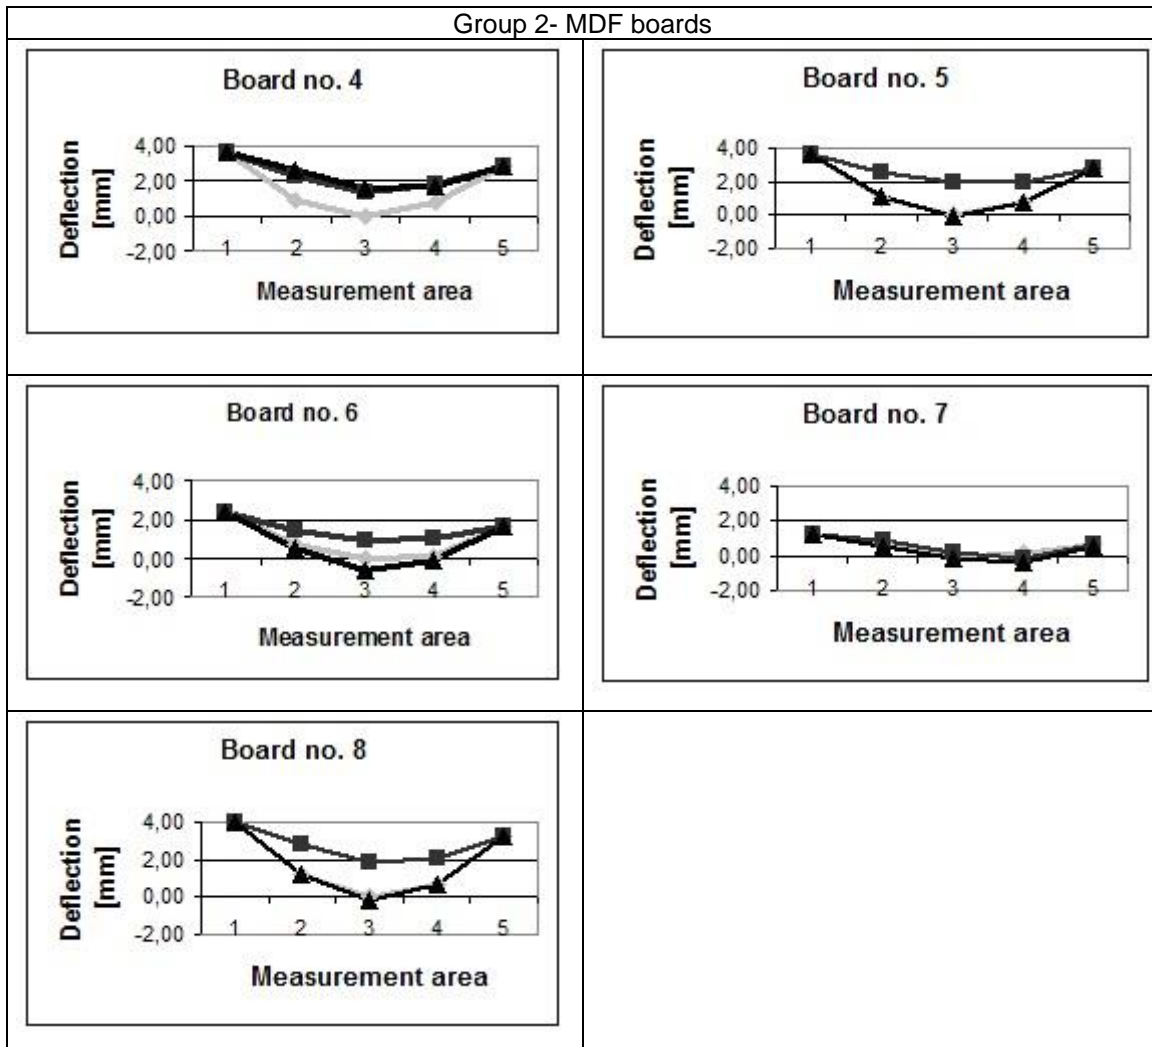 Group 2- MDF boards
Board no. 4
Deflection
[mm]
4,00
2,00
0,00
-2,00
1 2 3 4 5
Measurement area
Board no. 5
Deflection
[mm]
4,00
2,00
0,00
-2,00
1 2 3 4 5
Measurement area
Board no. 6
Deflection
[mm]
4,00
2,00
0,00
-2,00
1 2 3 4 5
Measurement area
Board no. 7
Deflection
[mm]
4,00
2,00
0,00
-2,00
1 2 3 4 5
Measurement area
Board no. 8
Deflection
[mm]
4,00
2,00
0,00
-2,00
1 2 3 4 5
Measurement area